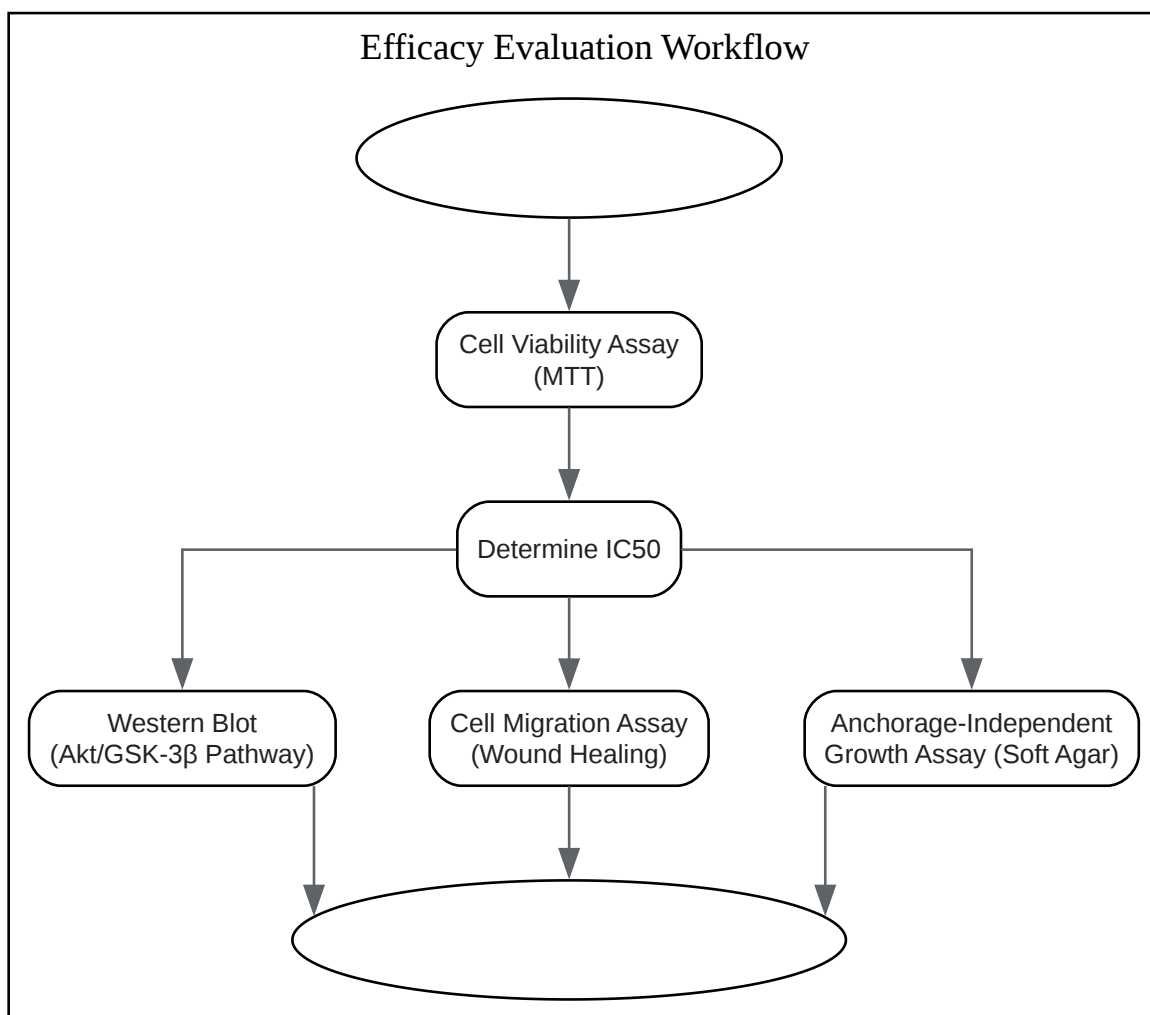 Efficacy Evaluation Workflow
Cell Viability Assay
(MTT)
Determine IC50
Western Blot
(Akt/GSK-3β Pathway)
Cell Migration Assay
(Wound Healing)
Anchorage-Independent
Growth Assay (Soft Agar)